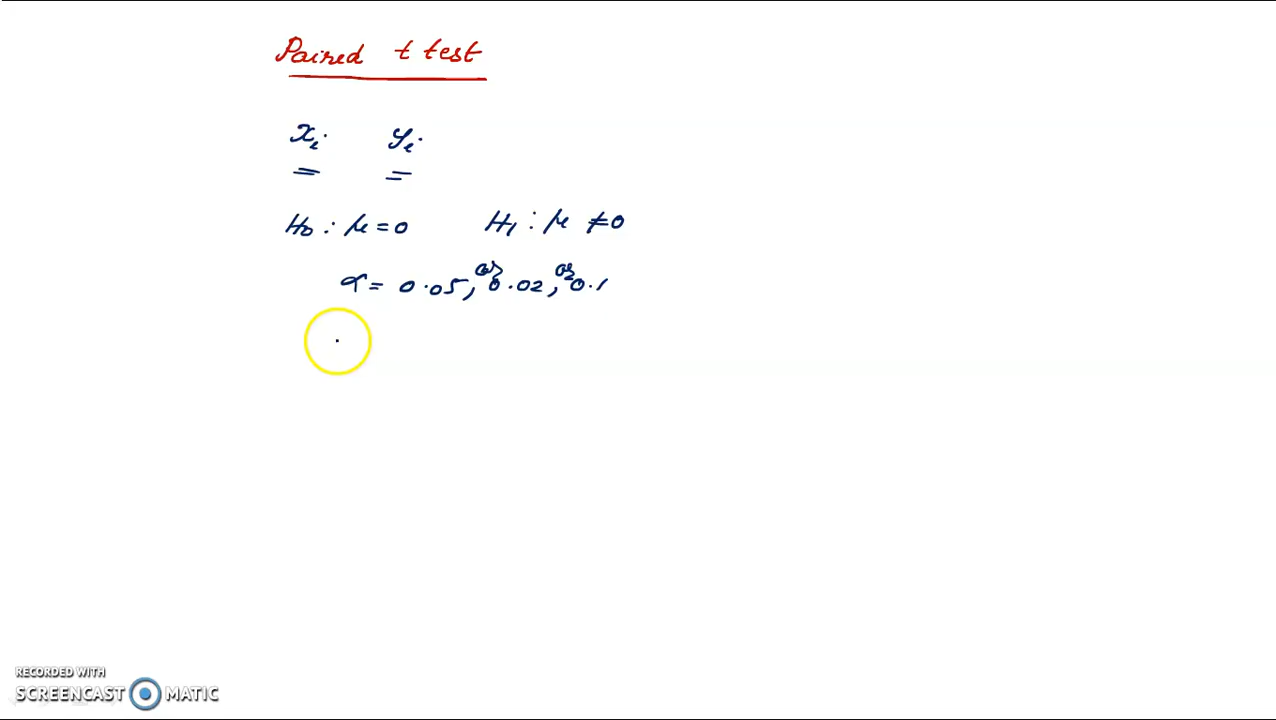 Paired t test
xᵢ yᵢ
H₀ : μ = 0 H₁ : μ ≠ 0
α = 0.05, or 0.02, or 0.1
RECORDED WITH
SCREENCAST MATIC